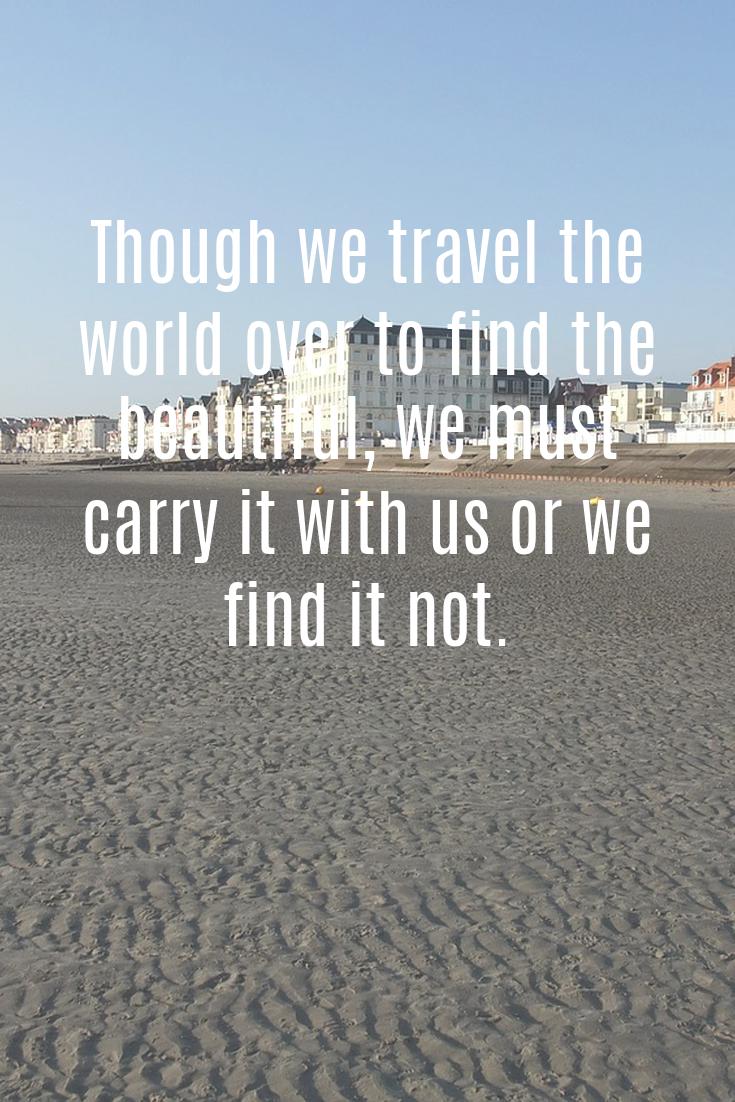 Though we travel the
world over to find the
beautiful, we must
carry it with us or we
find it not.